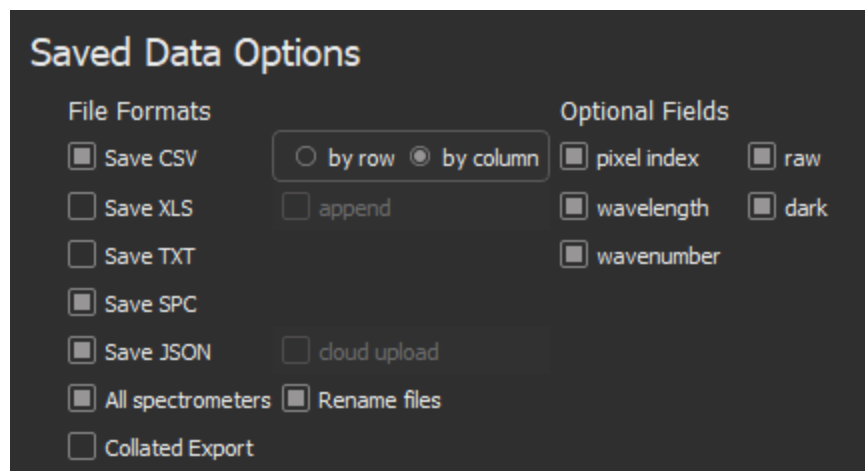 Saved Data Options
File Formats Optional Fields
Save CSV by row by column pixel index raw
Save XLS append wavelength dark
Save TXT wavenumber
Save SPC
Save JSON cloud upload
All spectrometers Rename files
Collated Export